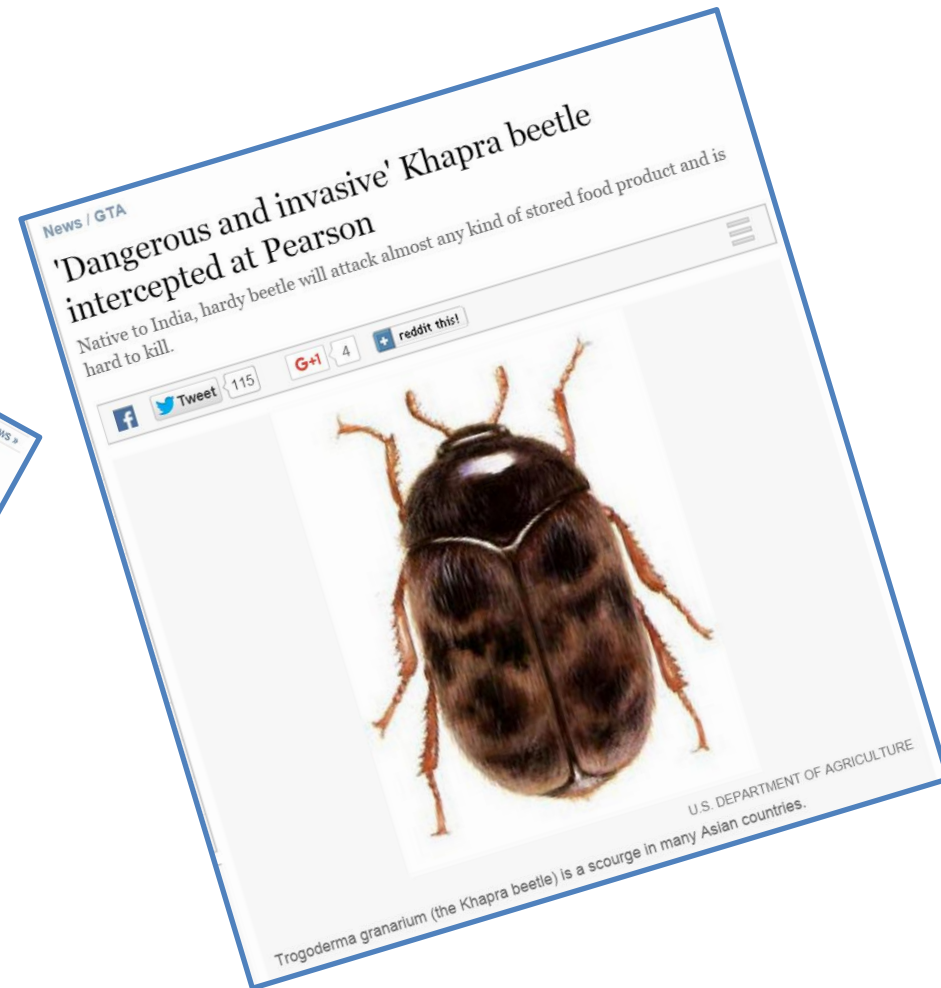 News / GTA
'Dangerous and invasive' Khapra beetle
intercepted at Pearson
Native to India, hardy beetle will attack almost any kind of stored food product and is
hard to kill.
Tweet 115 G+1 4 reddit this!
U.S. DEPARTMENT OF AGRICULTURE
Trogoderma granarium (the Khapra beetle) is a scourge in many Asian countries.